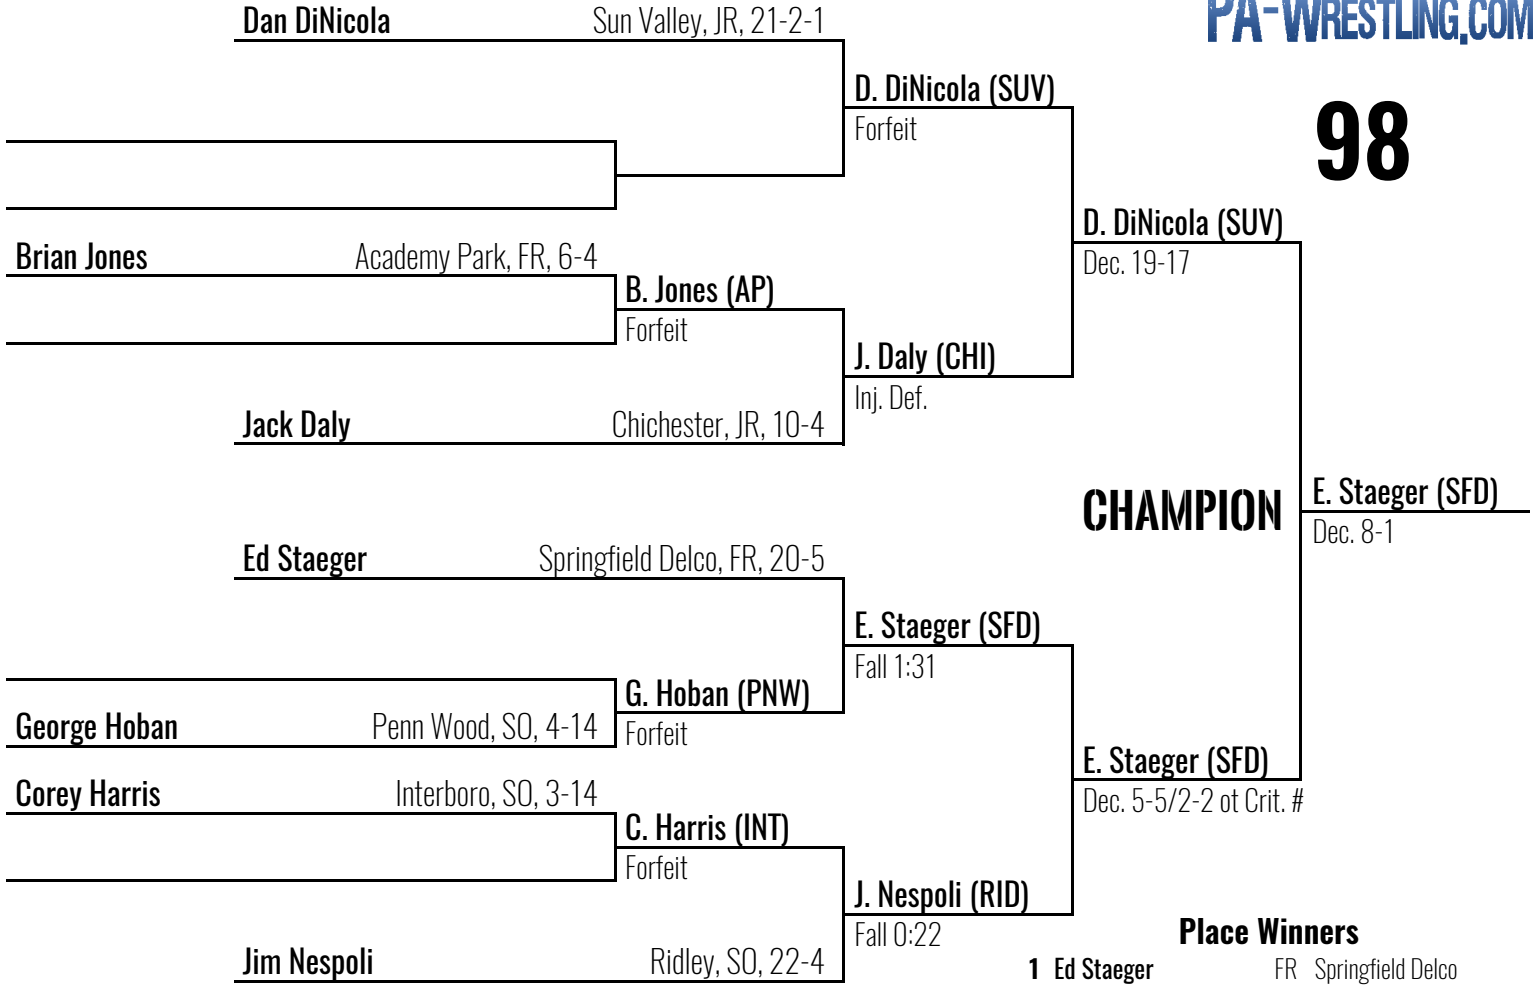 PA-WRESTLING.COM
98
Dan DiNicola Sun Valley, JR, 21-2-1
D. DiNicola (SUV)
Forfeit
D. DiNicola (SUV)
Dec. 19-17
Brian Jones Academy Park, FR, 6-4
B. Jones (AP)
Forfeit
J. Daly (CHI)
Inj. Def.
Jack Daly Chichester, JR, 10-4
CHAMPION
E. Staeger (SFD)
Dec. 8-1
Ed Staeger Springfield Delco, FR, 20-5
E. Staeger (SFD)
Fall 1:31
G. Hoban (PNW)
Forfeit
George Hoban Penn Wood, SO, 4-14
E. Staeger (SFD)
Dec. 5-5/2-2 ot Crit. #
Corey Harris Interboro, SO, 3-14
C. Harris (INT)
Forfeit
J. Nespoli (RID)
Fall 0:22
Jim Nespoli Ridley, SO, 22-4
Place Winners
1 Ed Staeger FR Springfield Delco